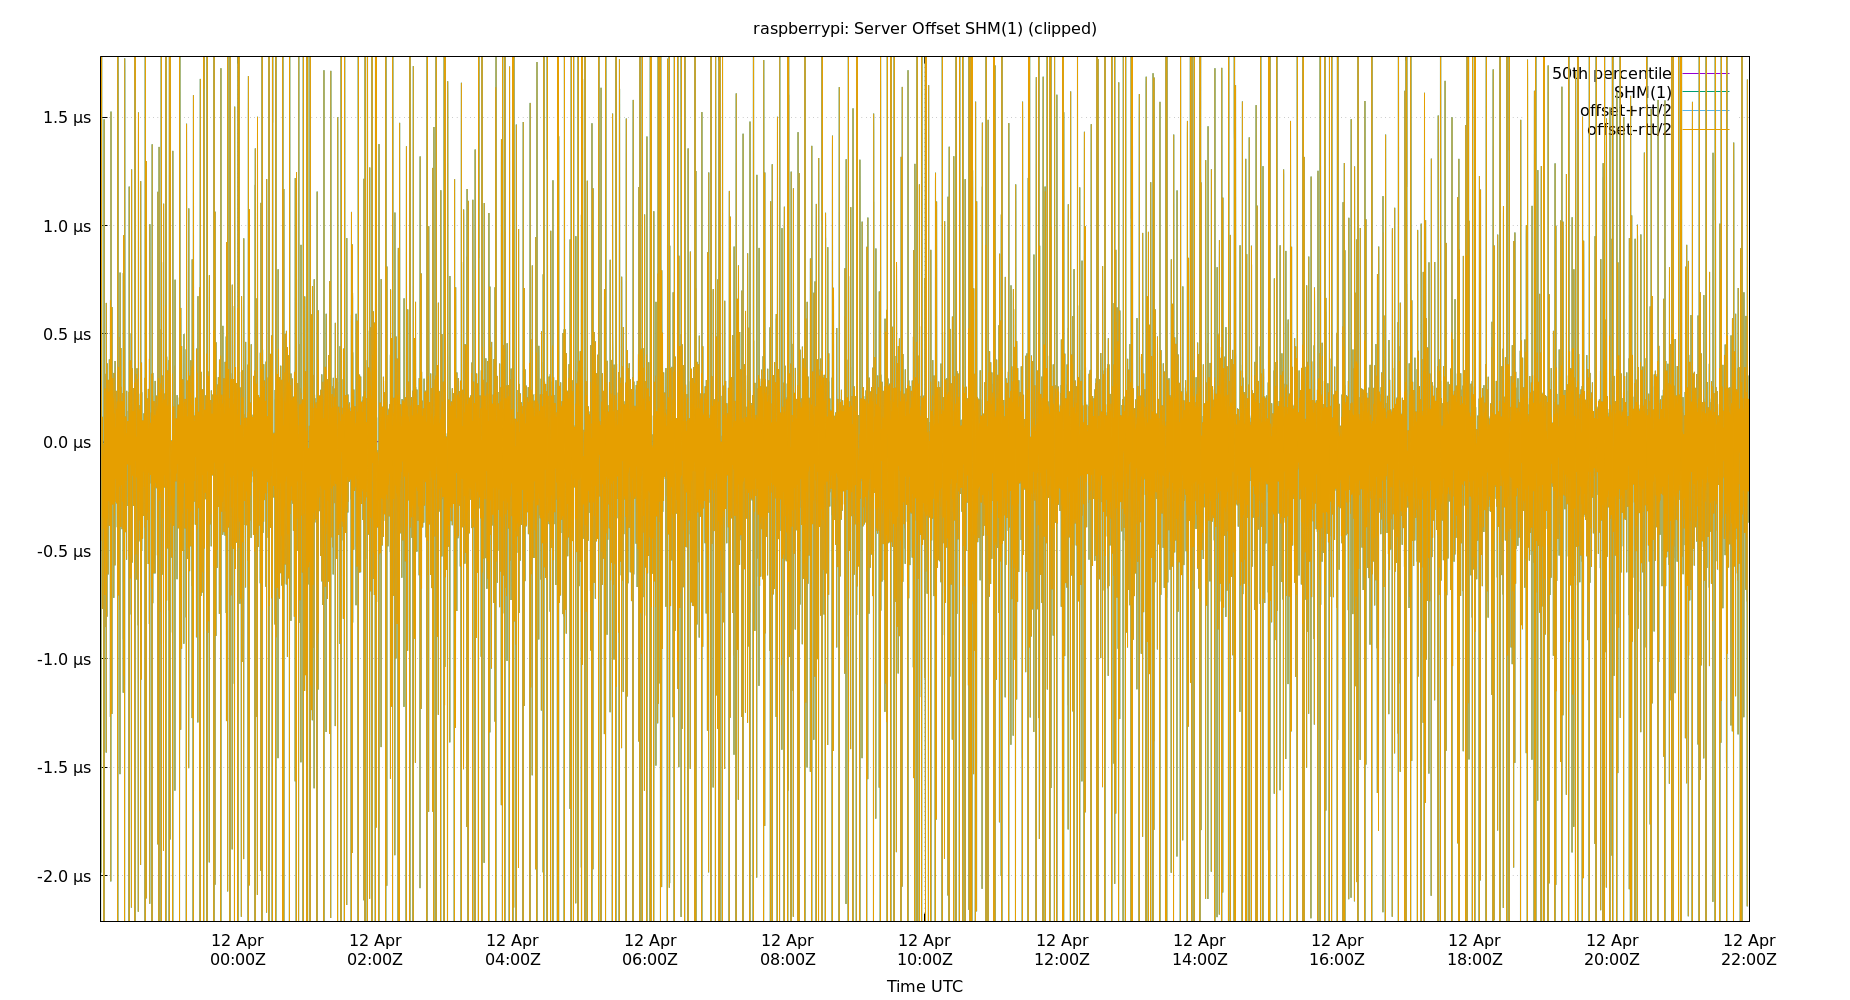 raspberrypi: Server Offset SHM(1) (clipped)
50th percentile
SHM(1)
offset+rtt/2
offset-rtt/2
1.5 µs
1.0 µs
0.5 µs
0.0 µs
-0.5 µs
-1.0 µs
-1.5 µs
-2.0 µs
12 Apr 12 Apr 12 Apr 12 Apr 12 Apr 12 Apr 12 Apr 12 Apr 12 Apr 12 Apr 12 Apr 12 Apr
00:00Z 02:00Z 04:00Z 06:00Z 08:00Z 10:00Z 12:00Z 14:00Z 16:00Z 18:00Z 20:00Z 22:00Z
Time UTC